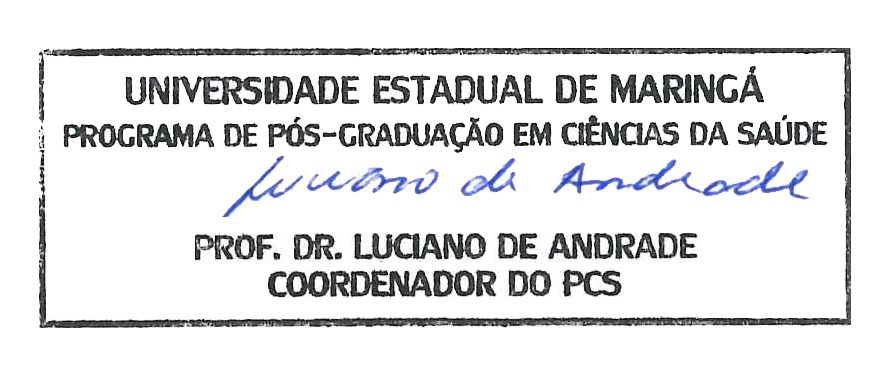 UNIVERSIDADE ESTADUAL DE MARINGÁ
PROGRAMA DE PÓS-GRADUAÇÃO EM CIÊNCIAS DA SAÚDE
Luciano de Andrade
PROF. DR. LUCIANO DE ANDRADE
COORDENADOR DO PCS